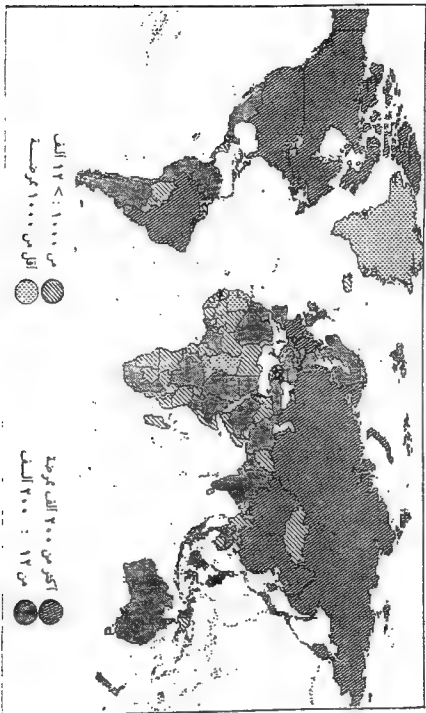 أكثر من ٢٠٠ ألف
من ١٢ : ٢٠٠ ألف
من ١٠٠٠ : > ١٢ ألف
أقل من ١٠٠٠